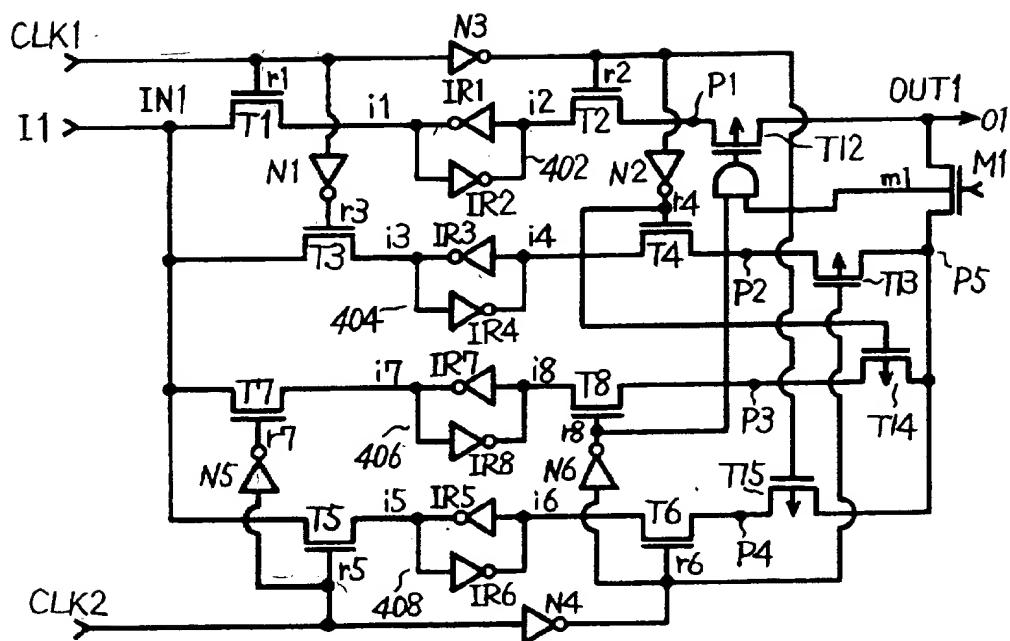 CLK1
N3
r1
r2
P1
OUT1
IN1
IR1
i1
i2
I1
T1
T2
O1
T12
M1
m1
N1
402
N2
IR2
r3
r4
i3
IR3
i4
T3
T4
P2
T13
P5
404
IR4
i7
IR7
i8
T7
T8
P3
T14
r7
406
r8
N5
IR8
N6
T15
i5
IR5
i6
T5
T6
P4
r5
r6
CLK2
408
IR6
N4